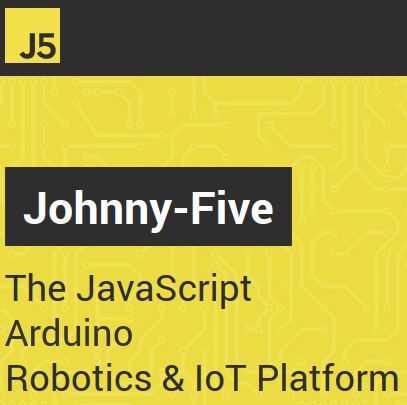 J5
Johnny-Five
The JavaScript
Arduino
Robotics & IoT Platform